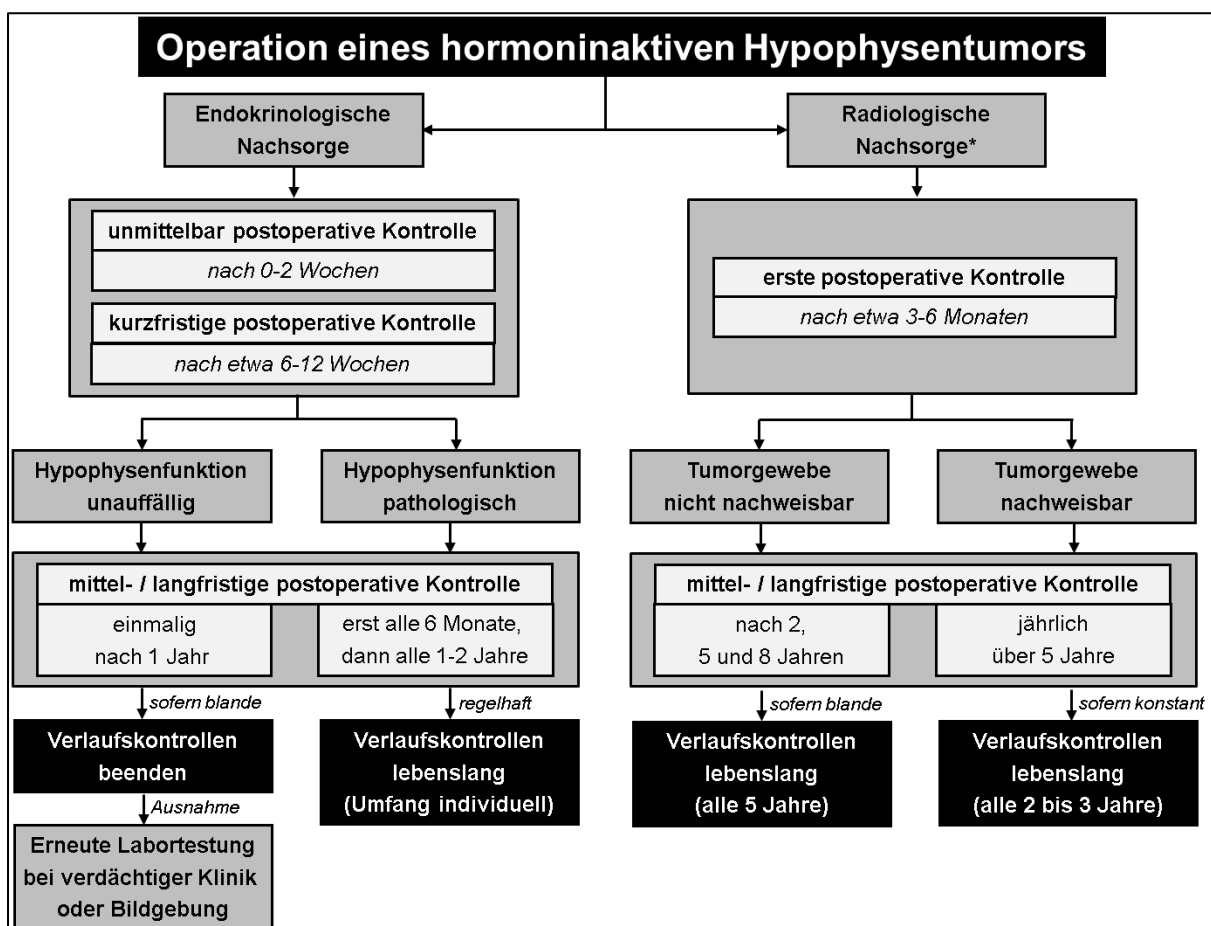 Operation eines hormoninaktiven Hypophysentumors
Endokrinologische
Nachsorge
Radiologische
Nachsorge*
unmittelbar postoperative Kontrolle
nach 0-2 Wochen
kurzfristige postoperative Kontrolle
nach etwa 6-12 Wochen
erste postoperative Kontrolle
nach etwa 3-6 Monaten
Hypophysenfunktion
unauffällig
Hypophysenfunktion
pathologisch
Tumorgewebe
nicht nachweisbar
Tumorgewebe
nachweisbar
mittel- / langfristige postoperative Kontrolle
einmalig
nach 1 Jahr
erst alle 6 Monate,
dann alle 1-2 Jahre
mittel- / langfristige postoperative Kontrolle
nach 2,
5 und 8 Jahren
jährlich
über 5 Jahre
sofern blande
regelhaft
sofern blande
sofern konstant
Verlaufskontrollen
beenden
Verlaufskontrollen
lebenslang
(Umfang individuell)
Verlaufskontrollen
lebenslang
(alle 5 Jahre)
Verlaufskontrollen
lebenslang
(alle 2 bis 3 Jahre)
Ausnahme
Erneute Labortestung
bei verdächtiger Klinik
oder Bildgebung